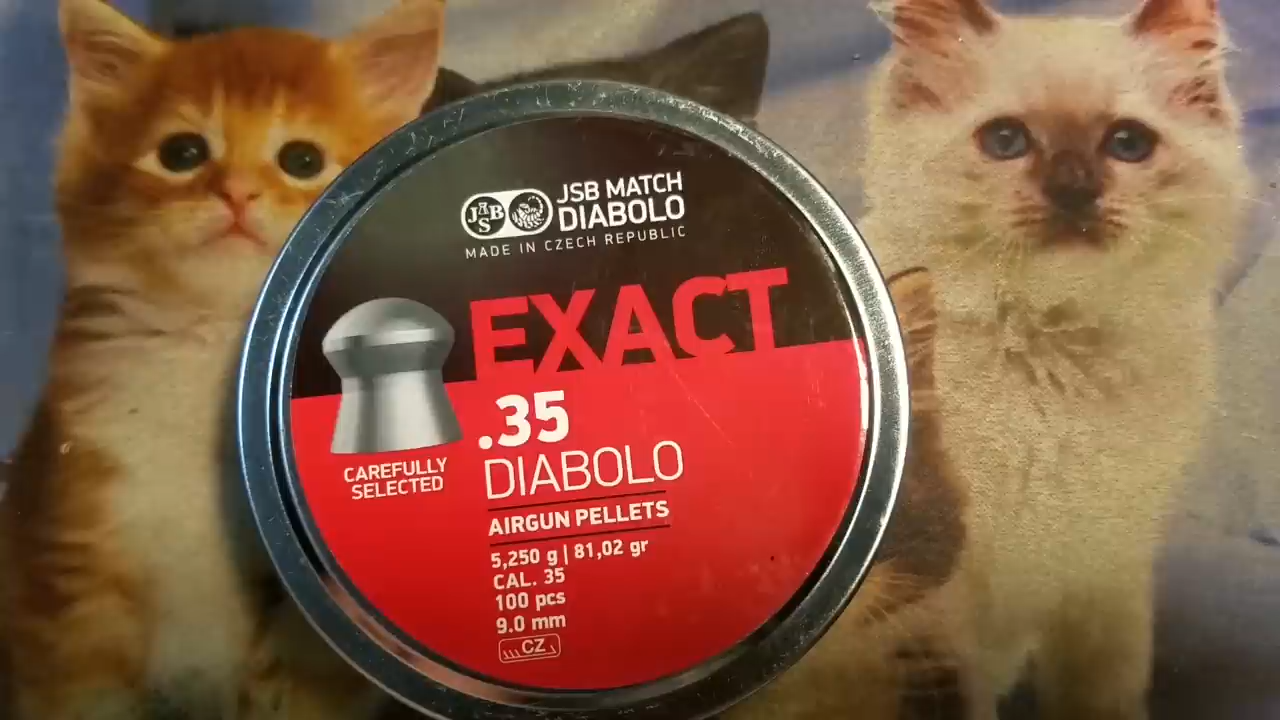 JSB
JSB MATCH
DIABOLO
MADE IN CZECH REPUBLIC
EXACT
.35
DIABOLO
CAREFULLY
SELECTED
AIRGUN PELLETS
5,250 g | 81,02 gr
CAL. 35
100 pcs
9.0 mm
CZ